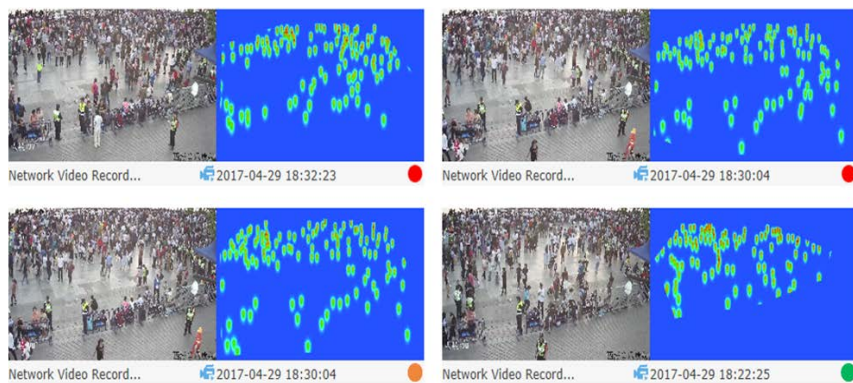 Network Video Record... 2017-04-29 18:32:23
Network Video Record... 2017-04-29 18:30:04
Network Video Record... 2017-04-29 18:30:04
Network Video Record... 2017-04-29 18:22:25